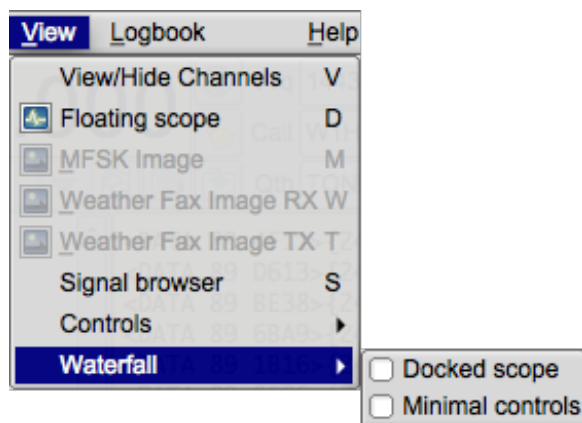 View Logbook Help
View/Hide Channels V
Floating scope D
MFSK Image M
Weather Fax Image RX W
Weather Fax Image TX T
Signal browser S
Controls
Waterfall
Docked scope
Minimal controls